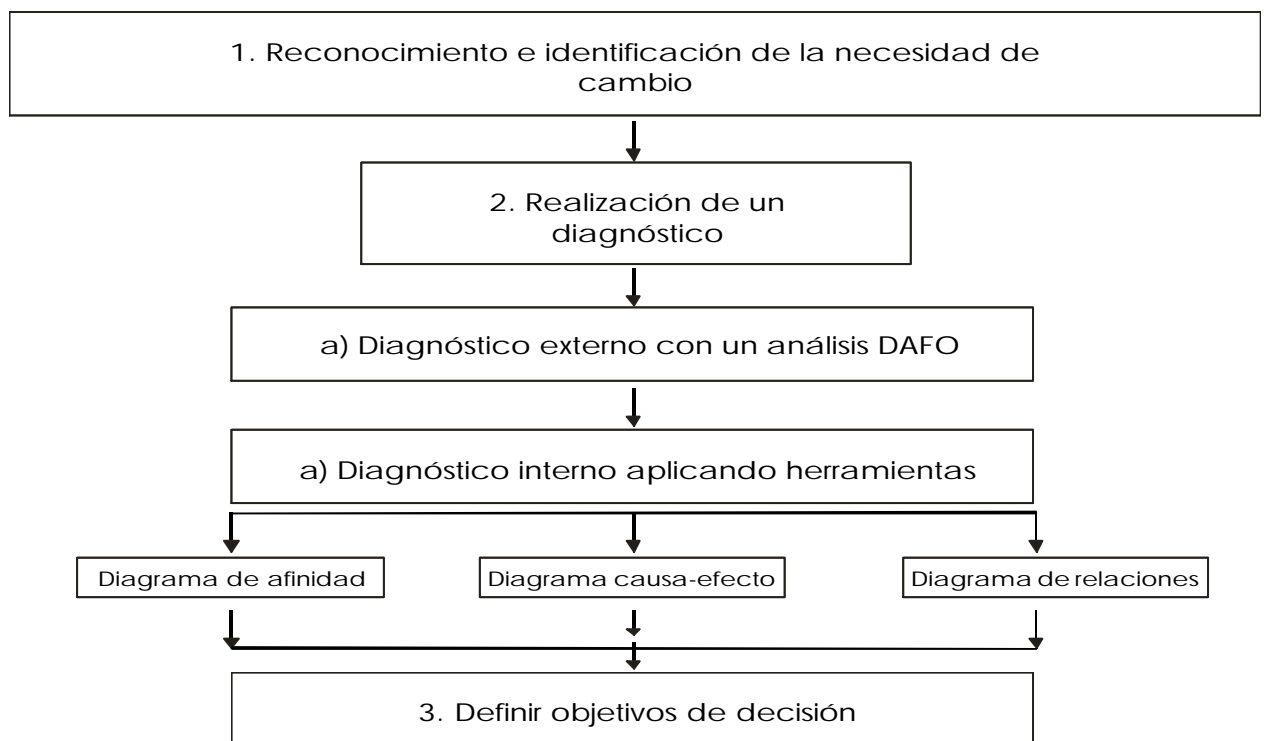 1. Reconocimiento e identificación de la necesidad de
cambio
2. Realización de un
diagnóstico
a) Diagnóstico externo con un análisis DAFO
a) Diagnóstico interno aplicando herramientas
Diagrama de afinidad
Diagrama causa-efecto
Diagrama de relaciones
3. Definir objetivos de decisión